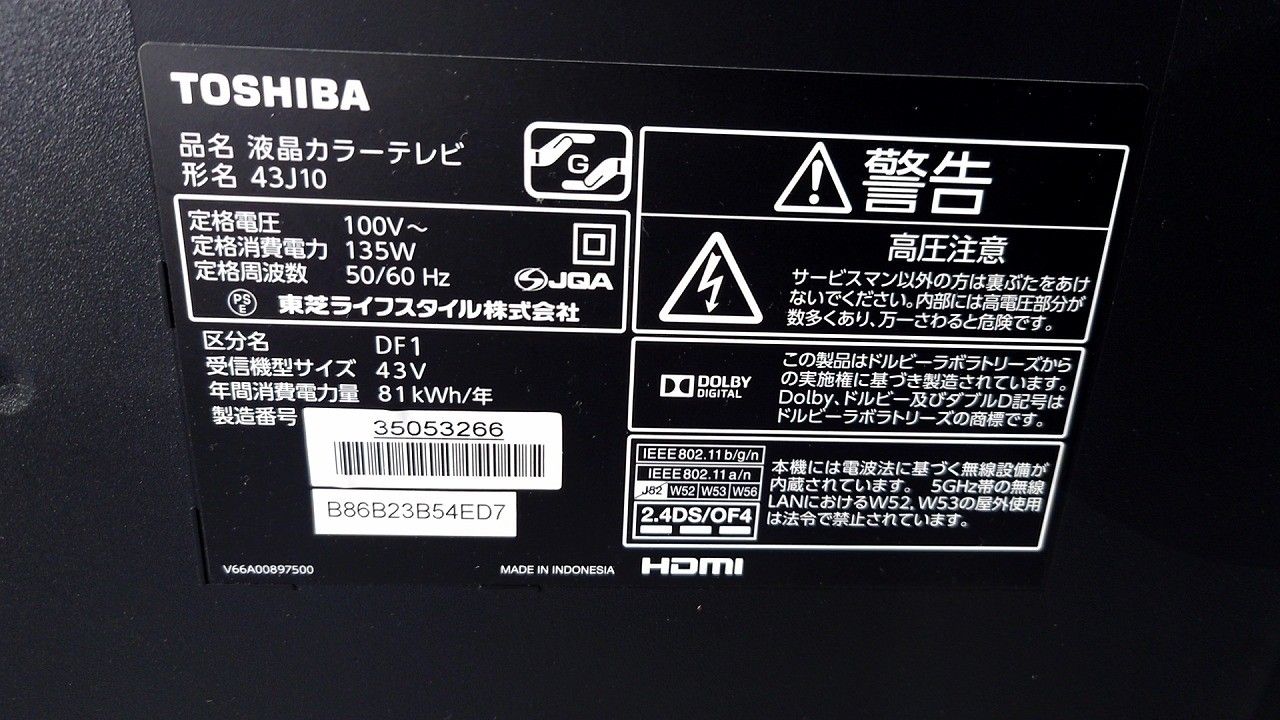 TOSHIBA
品名 液晶カラーテレビ
形名 43J10
G
定格電圧 100V～
定格消費電力 135W
定格周波数 50/60 Hz
JQA
PS
E
東芝ライフスタイル株式会社
区分名 DF1
受信機型サイズ 43V
年間消費電力量 81kWh/年
製造番号
35053266
B86B23B54ED7
V66A00897500
MADE IN INDONESIA
警告
高圧注意
サービスマン以外の方は裏ぶたをあけ
ないでください。内部には高電圧部分が
数多くあり、万一さわると危険です。
DOLBY
DIGITAL
この製品はドルビーラボラトリーズから
の実施権に基づき製造されています。
Dolby、ドルビー及びダブルD記号は
ドルビーラボラトリーズの商標です。
IEEE802.11b/g/n
IEEE802.11a/n
J52 W52 W53 W56
2.4DS/OF4
本機には電波法に基づく無線設備が
内蔵されています。 5GHz帯の無線
LANにおけるW52、W53の屋外使用
は法令で禁止されています。
HDMI